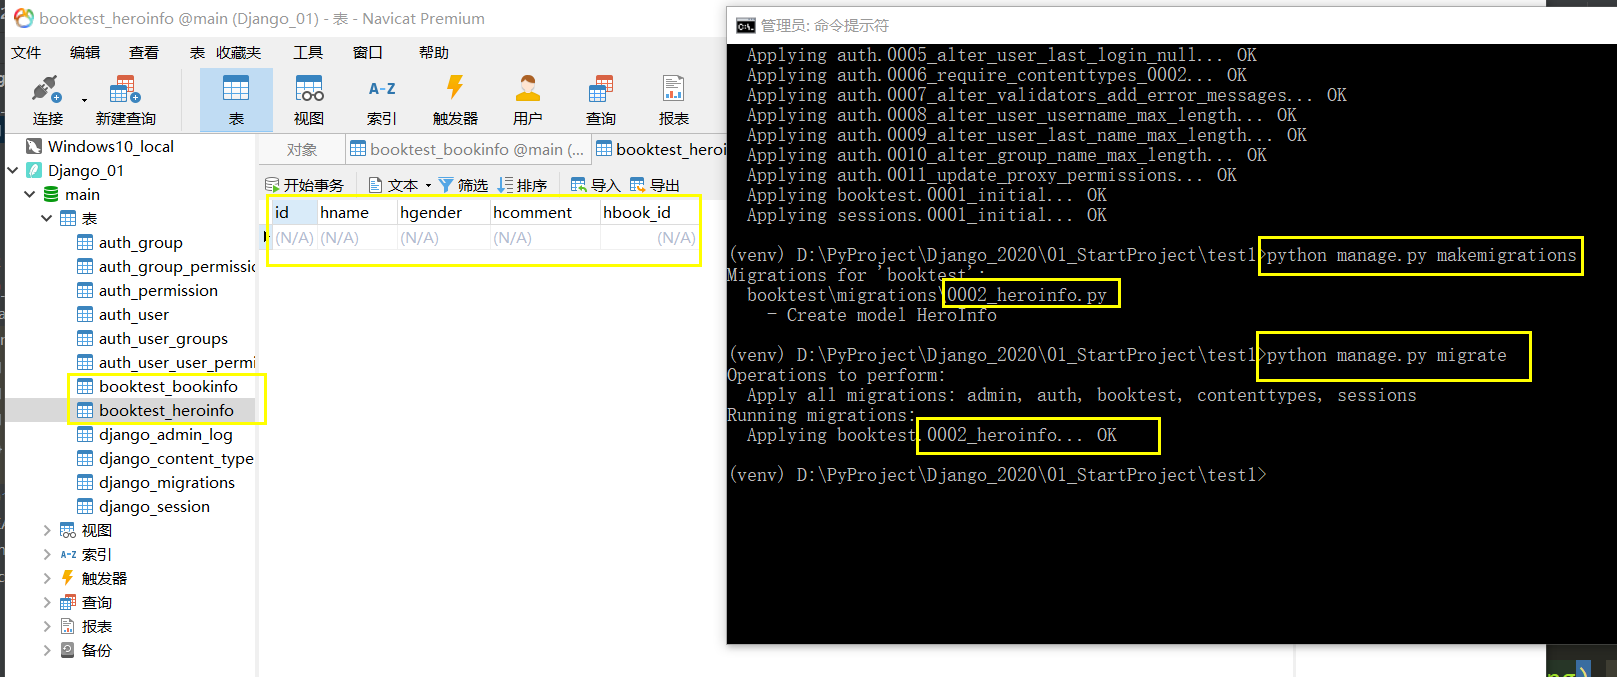 booktest_heroinfo @main (Django_01) - 表 - Navicat Premium
文件 编辑 查看 表 收藏夹 工具 窗口 帮助
A-Z
连接 新建查询 表 视图 索引 触发器 用户 查询 报表
Windows10_local
Django_01
main
表
auth_group
auth_group_permissic
auth_permission
auth_user
auth_user_groups
auth_user_user_permi
booktest_bookinfo
booktest_heroinfo
django_admin_log
django_content_type
django_migrations
django_session
视图
A-Z 索引
触发器
查询
报表
备份
对象 booktest_bookinfo @main (... booktest_heroi
开始事务 文本 筛选 排序 导入 导出
id hname hgender hcomment hbook_id
(N/A) (N/A) (N/A) (N/A) (N/A)
管理员: 命令提示符
Applying auth.0005_alter_user_last_login_null... OK
Applying auth.0006_require_contenttypes_0002... OK
Applying auth.0007_alter_validators_add_error_messages... OK
Applying auth.0008_alter_user_username_max_length... OK
Applying auth.0009_alter_user_last_name_max_length... OK
Applying auth.0010_alter_group_name_max_length... OK
Applying auth.0011_update_proxy_permissions... OK
Applying booktest.0001_initial... OK
Applying sessions.0001_initial... OK
(venv) D:\PyProject\Django_2020\01_StartProject\test1>python manage.py makemigrations
Migrations for 'booktest':
booktest\migrations\0002_heroinfo.py
- Create model HeroInfo
(venv) D:\PyProject\Django_2020\01_StartProject\test1>python manage.py migrate
Operations to perform:
Apply all migrations: admin, auth, booktest, contenttypes, sessions
Running migrations:
Applying booktest.0002_heroinfo... OK
(venv) D:\PyProject\Django_2020\01_StartProject\test1>